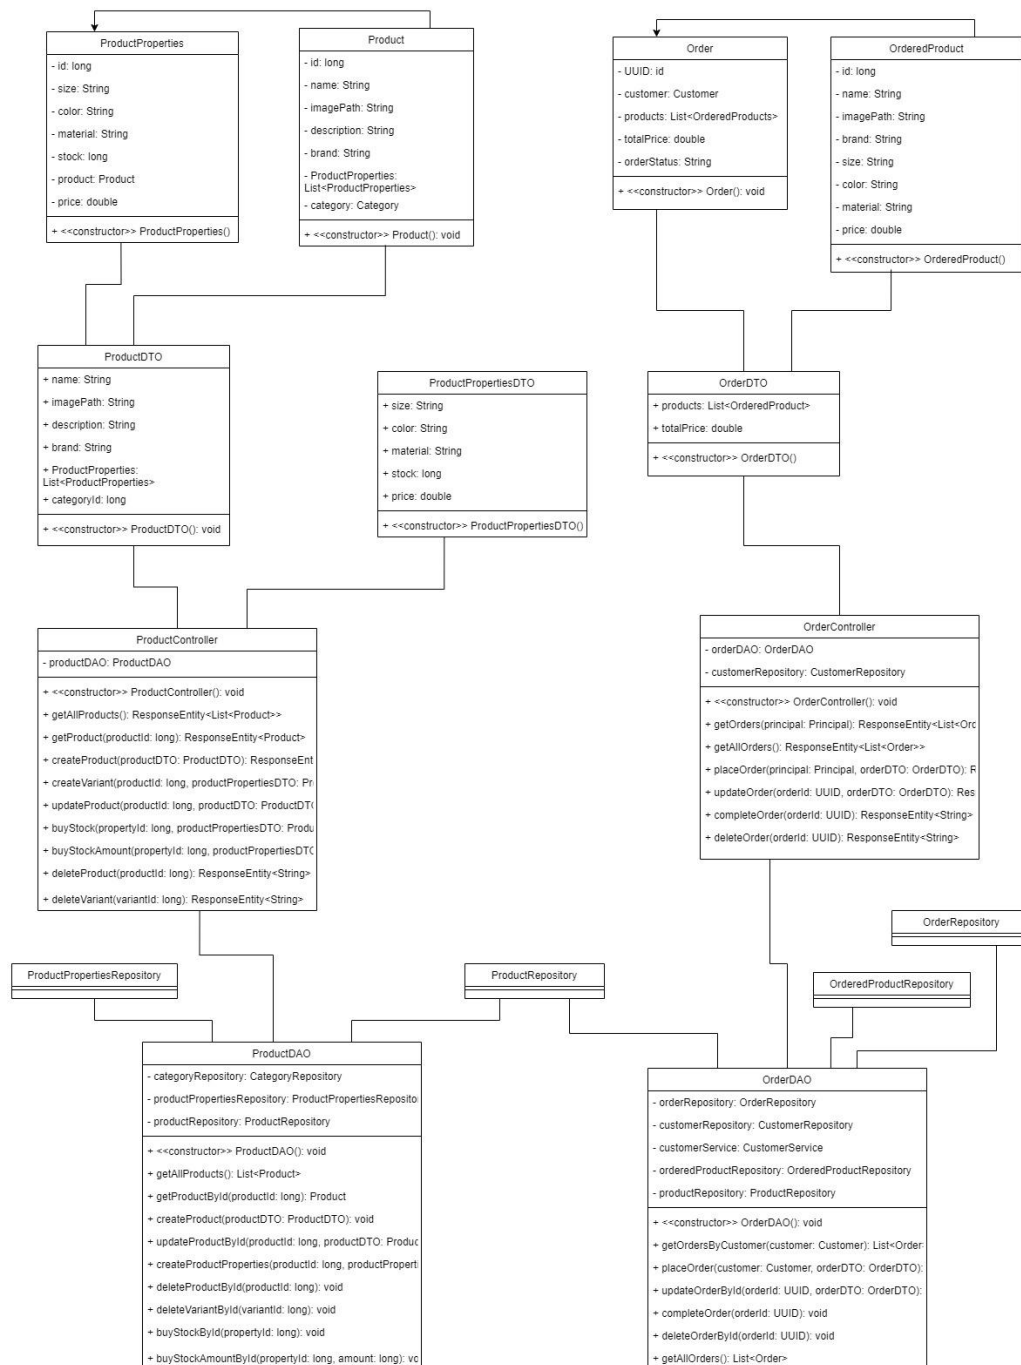 ProductProperties
- id: long
- size: String
- color: String
- material: String
- stock: long
- product: Product
- price: double
+ <<constructor>> ProductProperties()
Product
- id: long
- name: String
- imagePath: String
- description: String
- brand: String
- ProductProperties:
List<ProductProperties>
- category: Category
+ <<constructor>> Product(): void
Order
- UUID: id
- customer: Customer
- products: List<OrderedProducts>
- totalPrice: double
- orderStatus: String
+ <<constructor>> Order(): void
OrderedProduct
- id: long
- name: String
- imagePath: String
- brand: String
- size: String
- color: String
- material: String
- price: double
+ <<constructor>> OrderedProduct()
ProductDTO
+ name: String
+ imagePath: String
+ description: String
+ brand: String
+ ProductProperties:
List<ProductProperties>
+ categoryId: long
+ <<constructor>> ProductDTO(): void
ProductPropertiesDTO
+ size: String
+ color: String
+ material: String
+ stock: long
+ price: double
+ <<constructor>> ProductPropertiesDTO()
OrderDTO
+ products: List<OrderedProduct>
+ totalPrice: double
+ <<constructor>> OrderDTO()
ProductController
- productDAO: ProductDAO
+ <<constructor>> ProductController(): void
+ getAllProducts(): ResponseEntity<List<Product>>
+ getProduct(productId: long): ResponseEntity<Product>
+ createProduct(productDTO: ProductDTO): ResponseEnt
+ createVariant(productId: long, productPropertiesDTO: Pr
+ updateProduct(productId: long, productDTO: ProductDT
+ buyStock(propertyId: long, productPropertiesDTO: Produ
+ buyStockAmount(propertyId: long, productPropertiesDT
+ deleteProduct(productId: long): ResponseEntity<String>
+ deleteVariant(variantId: long): ResponseEntity<String>
OrderController
- orderDAO: OrderDAO
- customerRepository: CustomerRepository
+ <<constructor>> OrderController(): void
+ getOrders(principal: Principal): ResponseEntity<List<Ord
+ getAllOrders(): ResponseEntity<List<Order>>
+ placeOrder(principal: Principal, orderDTO: OrderDTO): R
+ updateOrder(orderId: UUID, orderDTO: OrderDTO): Res
+ completeOrder(orderId: UUID): ResponseEntity<String>
+ deleteOrder(orderId: UUID): ResponseEntity<String>
OrderRepository
ProductPropertiesRepository
ProductRepository
OrderedProductRepository
ProductDAO
- categoryRepository: CategoryRepository
- productPropertiesRepository: ProductPropertiesReposito
- productRepository: ProductRepository
+ <<constructor>> ProductDAO(): void
+ getAllProducts(): List<Product>
+ getProductById(productId: long): Product
+ createProduct(productDTO: ProductDTO): void
+ updateProductById(productId: long, productDTO: Produc
+ createProductProperties(productId: long, productPropert
+ deleteProductById(productId: long): void
+ deleteVariantById(variantId: long): void
+ buyStockById(propertyId: long): void
+ buyStockAmountById(propertyId: long, amount: long): vo
OrderDAO
- orderRepository: OrderRepository
- customerRepository: CustomerRepository
- customerService: CustomerService
- orderedProductRepository: OrderedProductRepository
- productRepository: ProductRepository
+ <<constructor>> OrderDAO(): void
+ getOrdersByCustomer(customer: Customer): List<Order
+ placeOrder(customer: Customer, orderDTO: OrderDTO):
+ updateOrderById(orderId: UUID, orderDTO: OrderDTO):
+ completeOrder(orderId: UUID): void
+ deleteOrderById(orderId: UUID): void
+ getAllOrders(): List<Order>